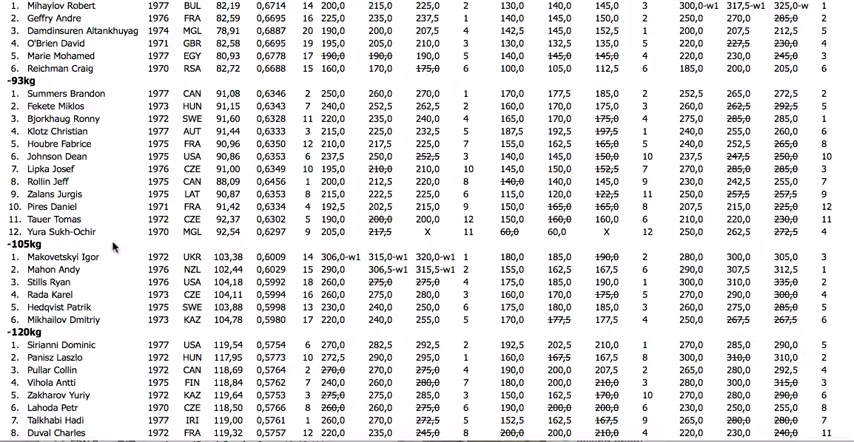 1. Mihaylov Robert 1977 BUL 82,19 0,6714 14 200,0 215,0 225,0 2 130,0 140,0 145,0 3 300,0-w1 317,5-w1 325,0-w 1
2. Geffry Andre 1976 FRA 82,59 0,6695 16 225,0 235,0 237,5 1 140,0 145,0 150,0 2 250,0 270,0 285,0 2
3. Damdinsuren Altankhuyag 1974 MGL 78,91 0,6887 20 190,0 200,0 207,5 4 142,5 145,0 152,5 1 200,0 207,5 212,5 5
4. O'Brien David 1971 GBR 82,58 0,6695 19 195,0 205,0 210,0 3 130,0 132,5 135,0 5 220,0 227,5 230,0 4
5. Marie Mohamed 1977 EGY 80,93 0,6778 17 190,0 190,0 190,0 5 140,0 145,0 145,0 4 220,0 230,0 245,0 3
6. Reichman Craig 1970 RSA 82,72 0,6688 15 160,0 170,0 175,0 6 100,0 105,0 112,5 6 185,0 200,0 205,0 6
-93kg
1. Summers Brandon 1977 CAN 91,08 0,6346 2 250,0 260,0 270,0 1 170,0 177,5 185,0 2 252,5 265,0 272,5 2
2. Fekete Miklos 1973 HUN 91,15 0,6343 7 240,0 252,5 262,5 2 160,0 170,0 175,0 3 260,0 262,5 292,5 5
3. Bjorkhaug Ronny 1972 SWE 91,60 0,6328 11 220,0 235,0 240,0 4 165,0 170,0 175,0 4 275,0 285,0 285,0 1
4. Klotz Christian 1977 AUT 91,44 0,6333 3 215,0 225,0 232,5 3 187,5 192,5 197,5 1 240,0 255,0 260,0 6
5. Houbre Fabrice 1975 FRA 90,96 0,6350 12 210,0 217,5 225,0 7 155,0 162,5 165,0 5 240,0 252,5 265,0 8
6. Johnson Dean 1975 USA 90,86 0,6353 6 237,5 250,0 252,5 3 140,0 145,0 150,0 10 237,5 247,5 250,0 10
7. Lipka Josef 1976 CZE 91,00 0,6349 10 195,0 210,0 210,0 10 145,0 150,0 152,5 7 270,0 285,0 285,0 3
8. Rollin Jeff 1975 CAN 88,09 0,6456 1 200,0 212,5 220,0 8 140,0 140,0 145,0 9 230,0 242,5 255,0 7
9. Zalans Jurgis 1975 LAT 90,87 0,6353 8 215,0 222,5 225,0 6 115,0 120,0 122,5 11 250,0 257,5 257,5 9
10. Pires Daniel 1971 FRA 91,42 0,6334 4 192,5 202,5 215,0 9 150,0 165,0 165,0 8 207,5 215,0 225,0 12
11. Tauer Tomas 1972 CZE 92,37 0,6302 5 190,0 200,0 200,0 12 150,0 160,0 160,0 6 210,0 220,0 230,0 11
12. Yura Sukh-Ochir 1970 MGL 92,54 0,6297 9 205,0 217,5 X 11 60,0 60,0 X 12 250,0 262,5 272,5 4
-105kg
1. Makovetskyi Igor 1972 UKR 103,38 0,6009 14 306,0-w1 315,0-w1 320,0-w1 1 180,0 185,0 190,0 2 280,0 300,0 305,0 3
2. Mahon Andy 1976 NZL 102,44 0,6029 15 290,0 306,5-w1 315,5-w1 2 155,0 162,5 167,5 6 290,0 307,5 312,5 1
3. Stills Ryan 1976 USA 104,18 0,5992 18 260,0 275,0 275,0 4 175,0 185,0 190,0 1 300,0 310,0 335,0 2
4. Rada Karel 1973 CZE 104,11 0,5994 16 260,0 275,0 280,0 3 160,0 170,0 175,0 5 270,0 290,0 300,0 4
5. Hedqvist Patrik 1975 SWE 103,88 0,5998 13 230,0 240,0 250,0 6 175,0 180,0 185,0 3 260,0 275,0 285,0 5
6. Mikhailov Dmitriy 1973 KAZ 104,78 0,5980 17 220,0 240,0 255,0 5 170,0 177,5 177,5 4 250,0 267,5 267,5 6
-120kg
1. Sirianni Dominic 1977 USA 119,54 0,5754 6 270,0 282,5 292,5 2 192,5 202,5 210,0 1 270,0 285,0 290,0 5
2. Panisz Laszlo 1972 HUN 117,95 0,5773 10 272,5 290,0 295,0 1 160,0 167,5 167,5 8 300,0 310,0 310,0 2
3. Pullar Collin 1972 CAN 118,69 0,5764 2 270,0 270,0 275,0 4 190,0 200,0 207,5 2 265,0 280,0 292,5 4
4. Vihola Antti 1975 FIN 118,84 0,5762 7 240,0 260,0 280,0 7 180,0 200,0 210,0 3 280,0 300,0 315,0 3
5. Zakharov Yuriy 1972 KAZ 119,64 0,5753 3 275,0 275,0 285,0 3 150,0 162,5 170,0 10 270,0 280,0 290,0 6
6. Lahoda Petr 1970 CZE 118,50 0,5766 8 260,0 260,0 275,0 6 190,0 200,0 200,0 6 230,0 250,0 255,0 8
7. Talkhabi Hadi 1977 IRI 119,00 0,5761 1 260,0 270,0 272,5 5 152,5 162,5 167,5 9 265,0 280,0 280,0 7
8. Duval Charles 1972 FRA 119,32 0,5757 12 220,0 235,0 245,0 8 200,0 200,0 210,0 4 220,0 230,0 240,0 11